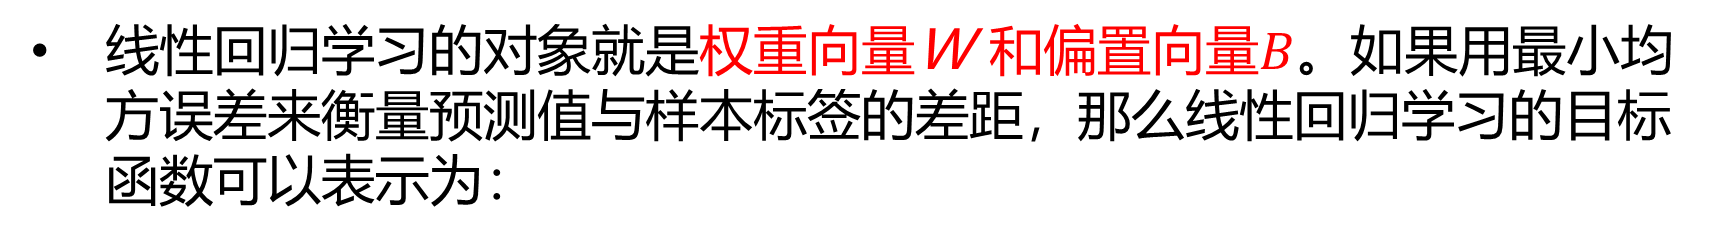 • 线性回归学习的对象就是权重向量W和偏置向量B。如果用最小均
方误差来衡量预测值与样本标签的差距，那么线性回归学习的目标
函数可以表示为：